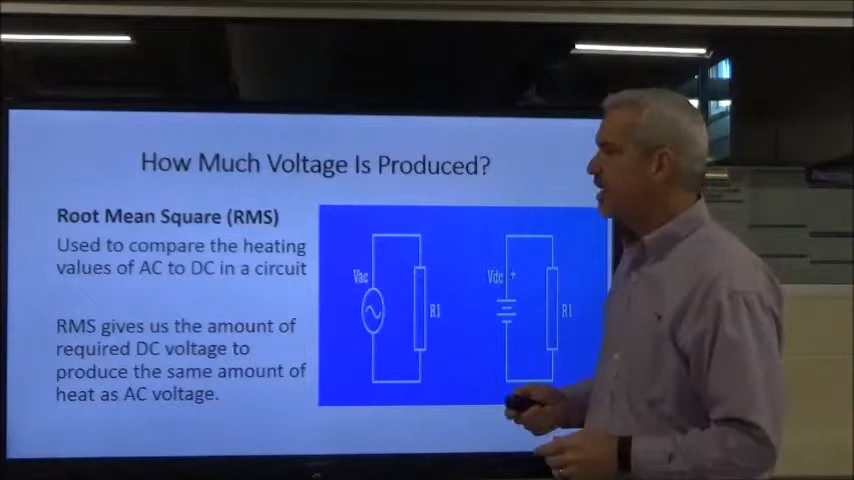 How Much Voltage Is Produced?
Root Mean Square (RMS)
Used to compare the heating
values of AC to DC in a circuit
RMS gives us the amount of
required DC voltage to
produce the same amount of
heat as AC voltage.
Vac
R1
Vdc +
R1